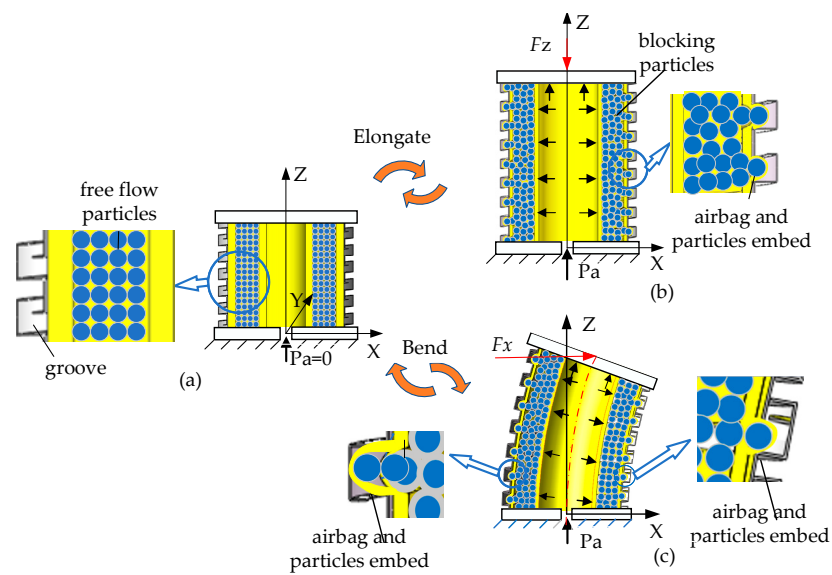 Z
Fz
blocking
particles
Elongate
airbag and
particles embed
X
Pa
(b)
free flow
particles
Z
Y
X
Pa=0
groove
(a)
Bend
Z
Fx
airbag and
particles embed
X
Pa
(c)
airbag and
particles embed